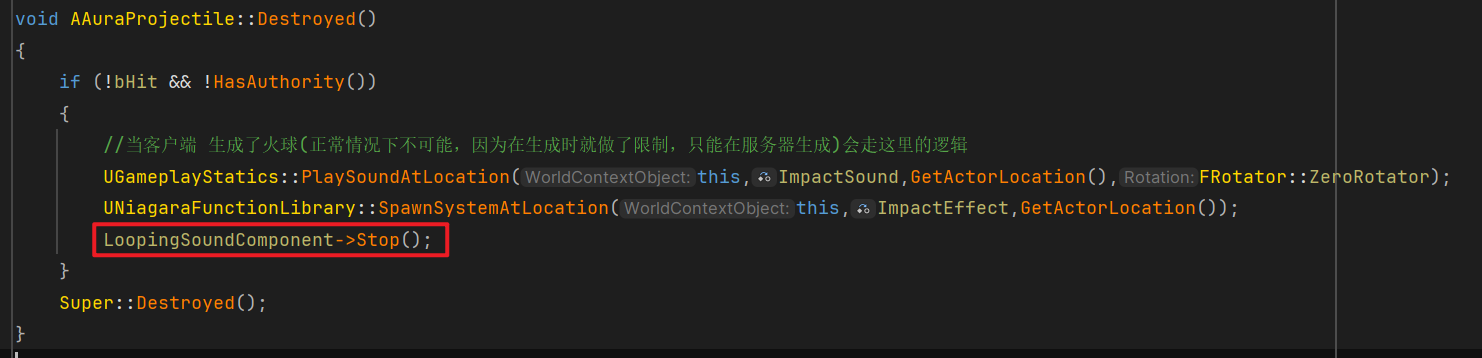 void AAuraProjectile::Destroyed()
{
if (!bHit && !HasAuthority())
{
//当客户端 生成了火球(正常情况下不可能，因为在生成时就做了限制，只能在服务器生成)会走这里的逻辑
UGameplayStatics::PlaySoundAtLocation( WorldContextObject: this, ImpactSound,GetActorLocation(), Rotation: FRotator::ZeroRotator);
UNiagaraFunctionLibrary::SpawnSystemAtLocation( WorldContextObject: this, ImpactEffect,GetActorLocation());
LoopingSoundComponent->Stop();
}
Super::Destroyed();
}